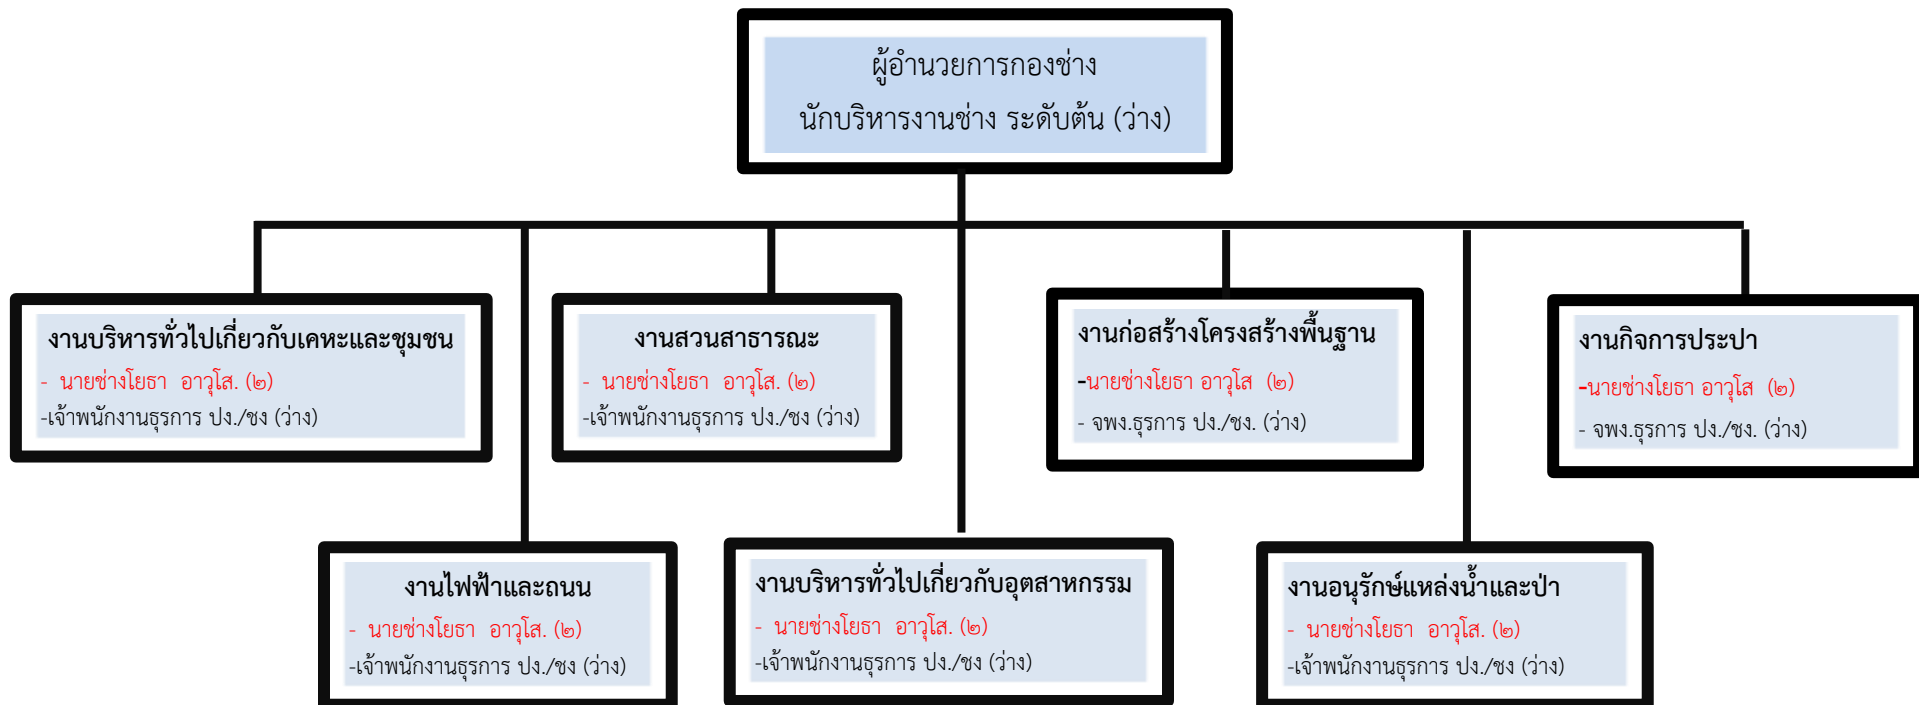 ผู้อำนวยการกองช่าง
นักบริหารงานช่าง ระดับต้น (ว่าง)
งานบริหารทั่วไปเกี่ยวกับเคหะและชุมชน
- นายช่างโยธา อาวุโส. (๒)
-เจ้าพนักงานธุรการ ปง./ชง (ว่าง)
งานสวนสาธารณะ
- นายช่างโยธา อาวุโส. (๒)
-เจ้าพนักงานธุรการ ปง./ชง (ว่าง)
งานก่อสร้างโครงสร้างพื้นฐาน
-นายช่างโยธา อาวุโส (๒)
- จพง.ธุรการ ปง./ชง. (ว่าง)
งานกิจการประปา
-นายช่างโยธา อาวุโส (๒)
- จพง.ธุรการ ปง./ชง. (ว่าง)
งานไฟฟ้าและถนน
- นายช่างโยธา อาวุโส. (๒)
-เจ้าพนักงานธุรการ ปง./ชง (ว่าง)
งานบริหารทั่วไปเกี่ยวกับอุตสาหกรรม
- นายช่างโยธา อาวุโส. (๒)
-เจ้าพนักงานธุรการ ปง./ชง (ว่าง)
งานอนุรักษ์แหล่งน้ำและป่า
- นายช่างโยธา อาวุโส. (๒)
-เจ้าพนักงานธุรการ ปง./ชง (ว่าง)